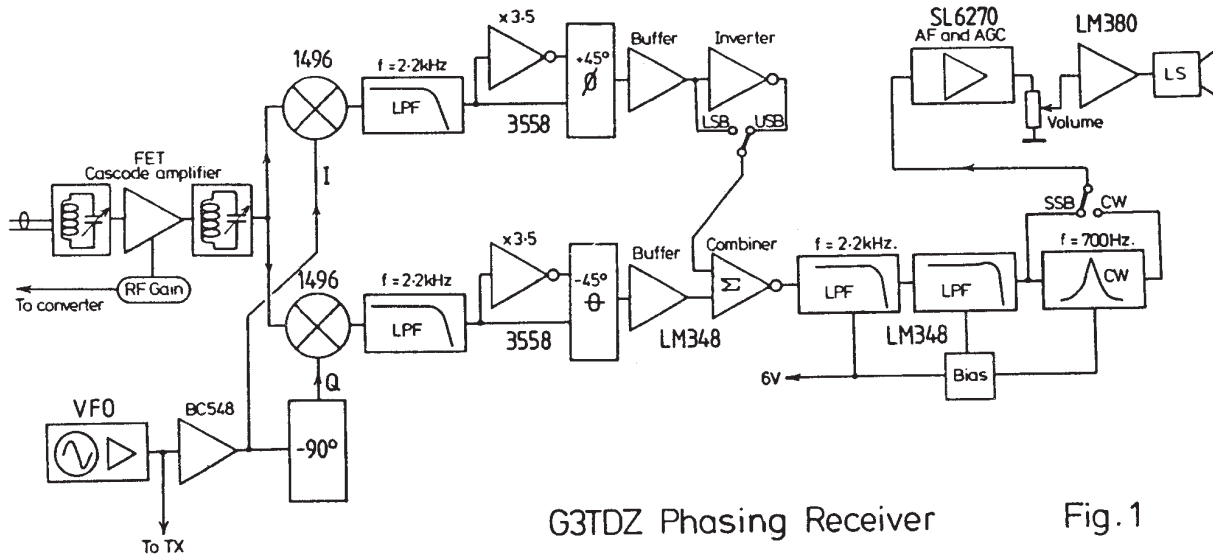 x3·5
1496
f = 2·2kHz
LPF
3558
+45°
Ø
Buffer
Inverter
LSB
USB
SL6270
AF and AGC
LM380
LS
Volume
FET
Cascode amplifier
I
RF Gain
To converter
1496
f = 2·2kHz
LPF
x3·5
3558
-45°
Θ
Buffer
LM348
Combiner
Σ
f = 2·2kHz.
LPF
LPF
LM348
SSB
CW
f = 700Hz.
CW
6V
Bias
Q
VFO
BC548
-90°
To TX
G3TDZ Phasing Receiver
Fig. 1